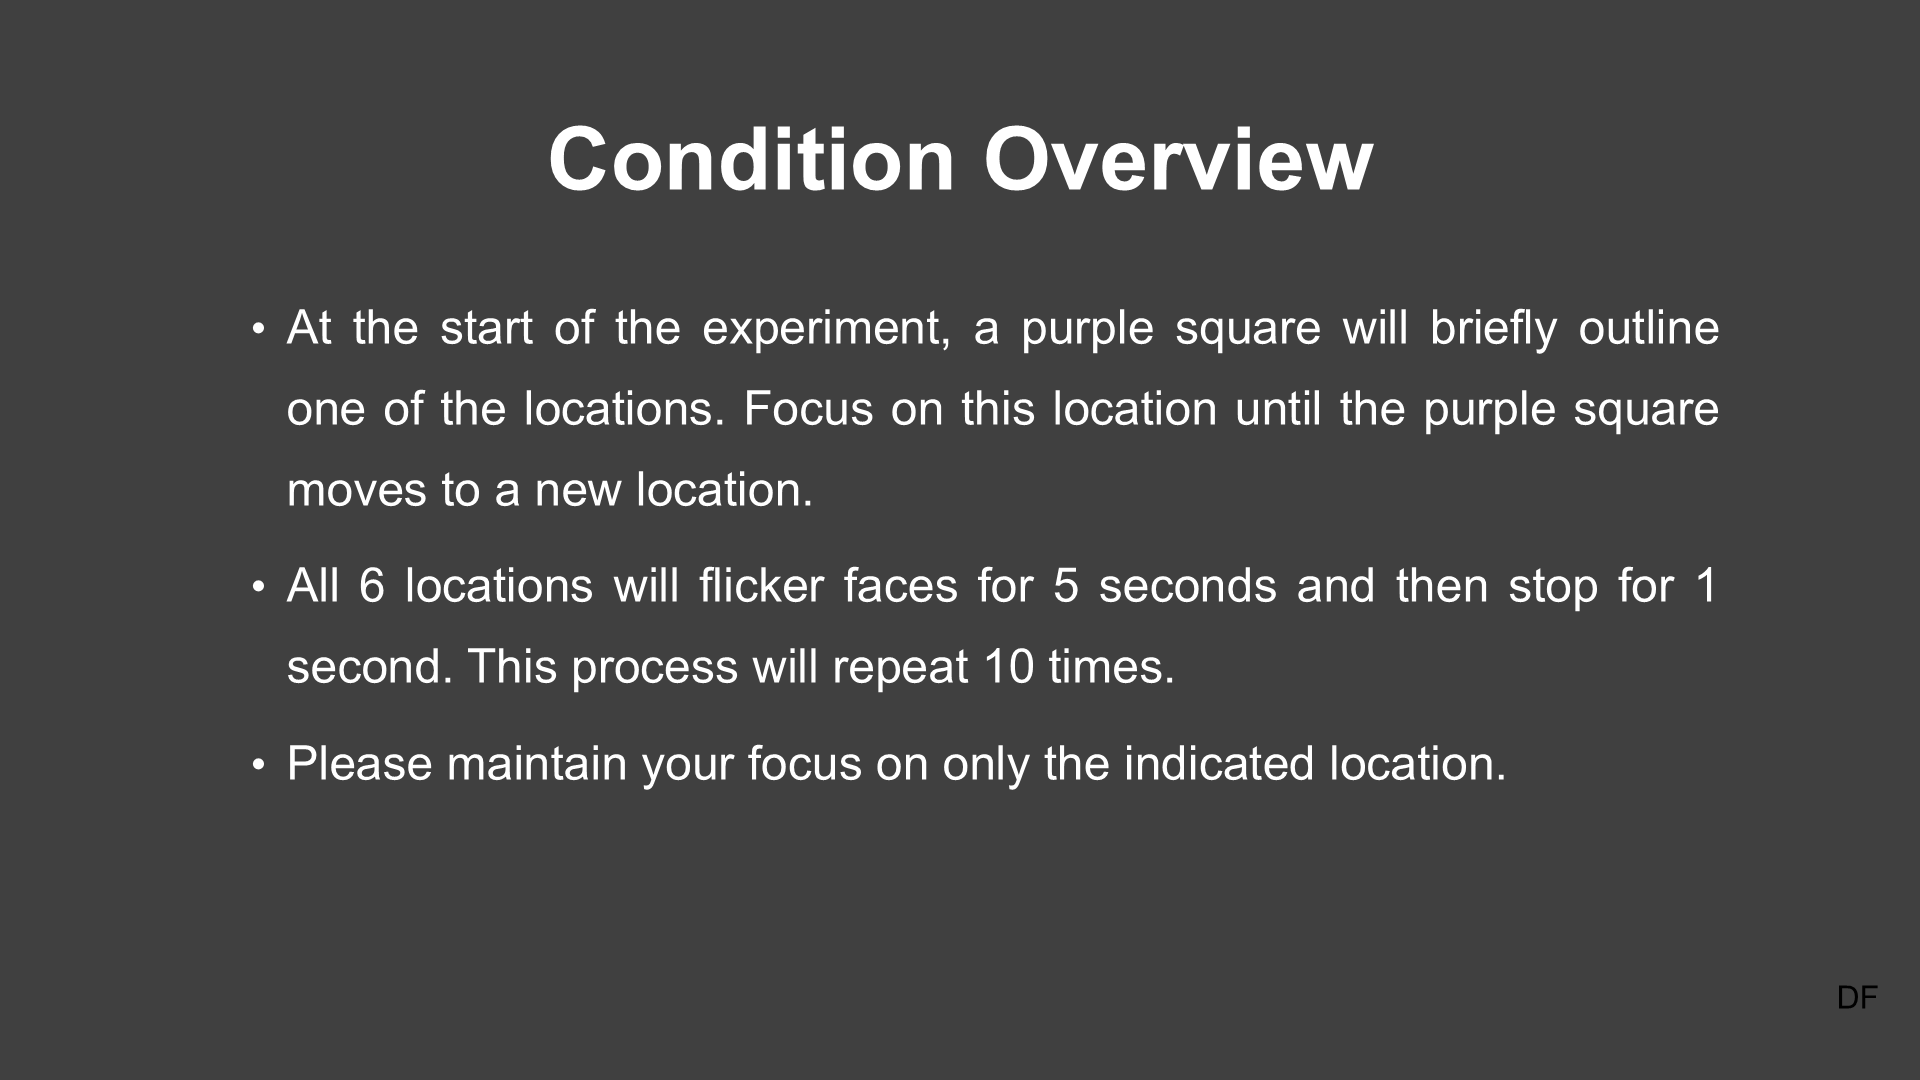 Condition Overview
• At the start of the experiment, a purple square will briefly outline
one of the locations. Focus on this location until the purple square
moves to a new location.
• All 6 locations will flicker faces for 5 seconds and then stop for 1
second. This process will repeat 10 times.
• Please maintain your focus on only the indicated location.
DF